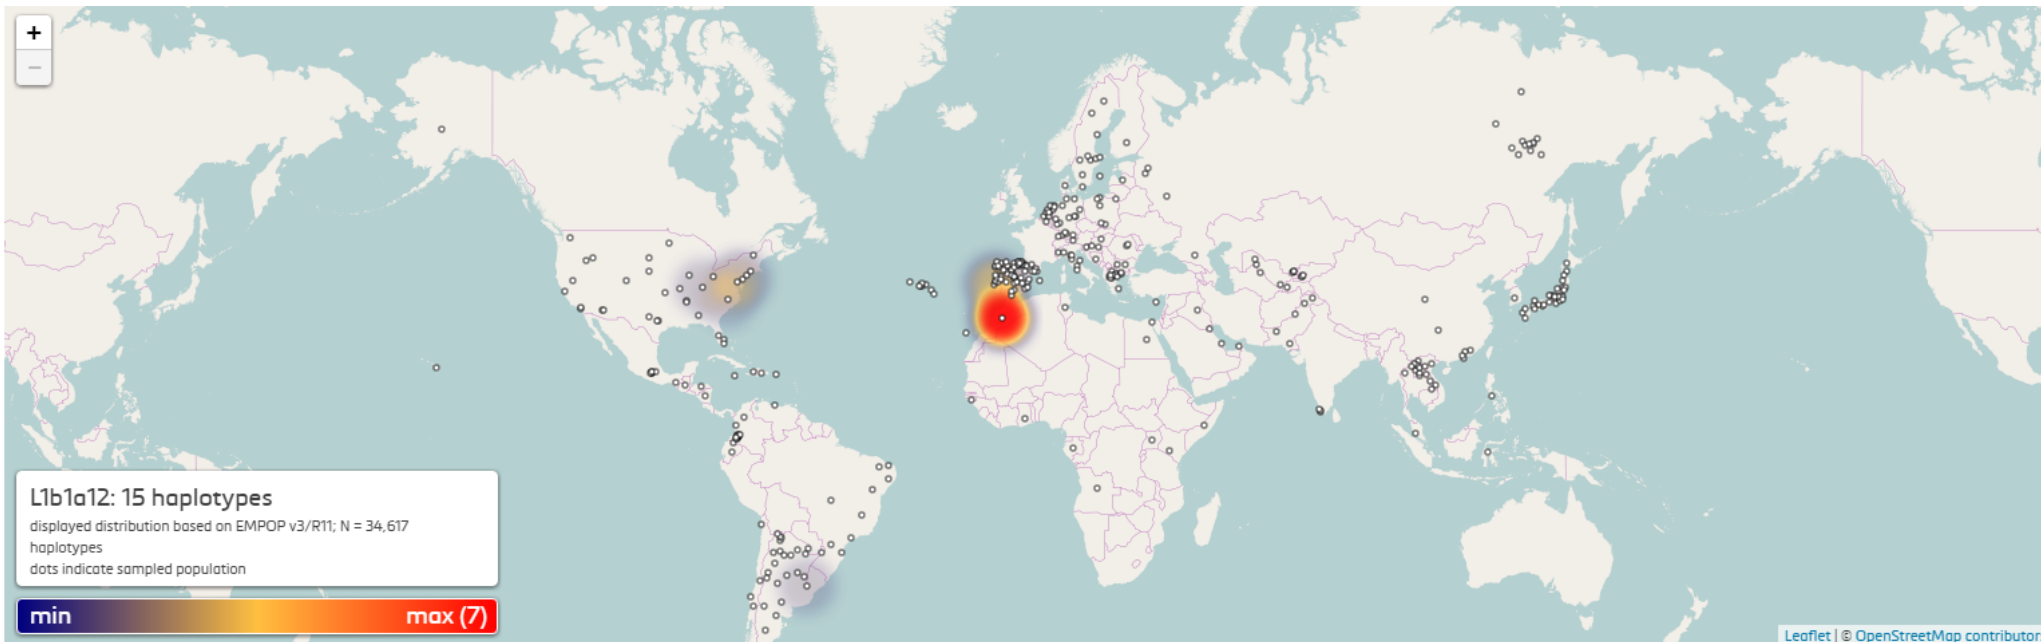 +
−
L1b1a12: 15 haplotypes
displayed distribution based on EMPOP v3/R11; N = 34,617
haplotypes
dots indicate sampled population
min max (7)
Leaflet | © OpenStreetMap contributor